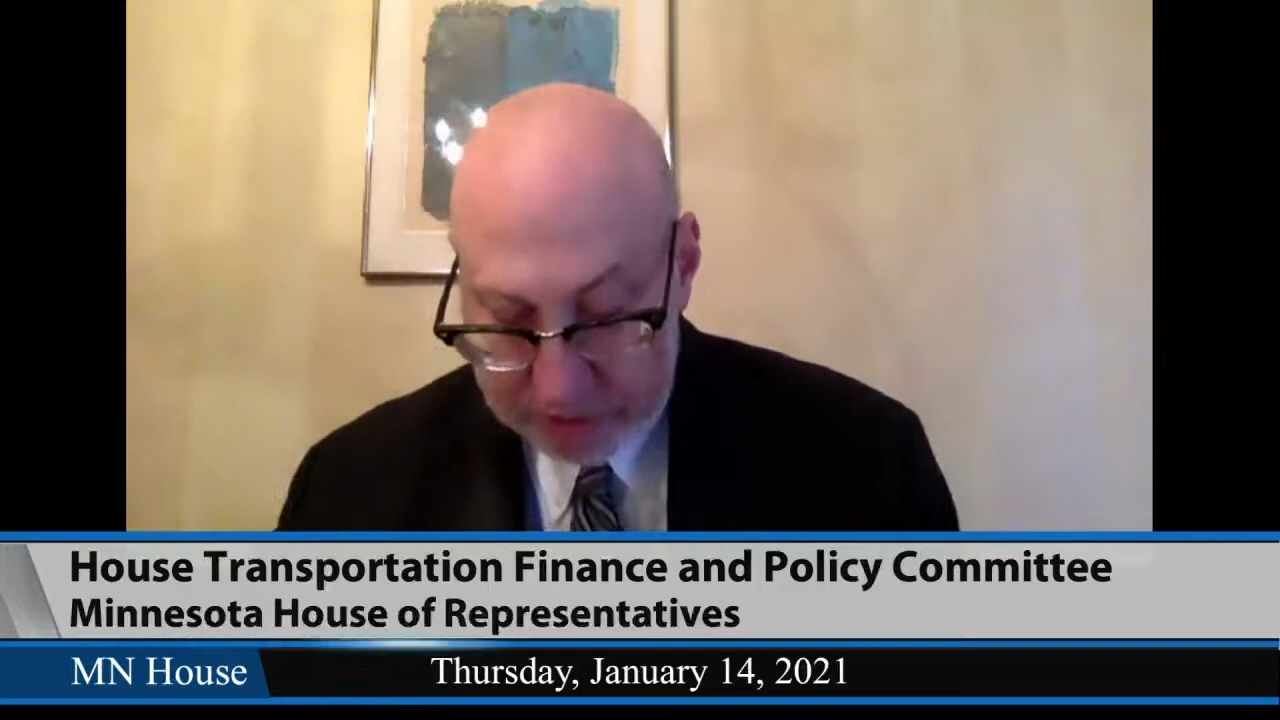 House Transportation Finance and Policy Committee
Minnesota House of Representatives
MN House
Thursday, January 14, 2021